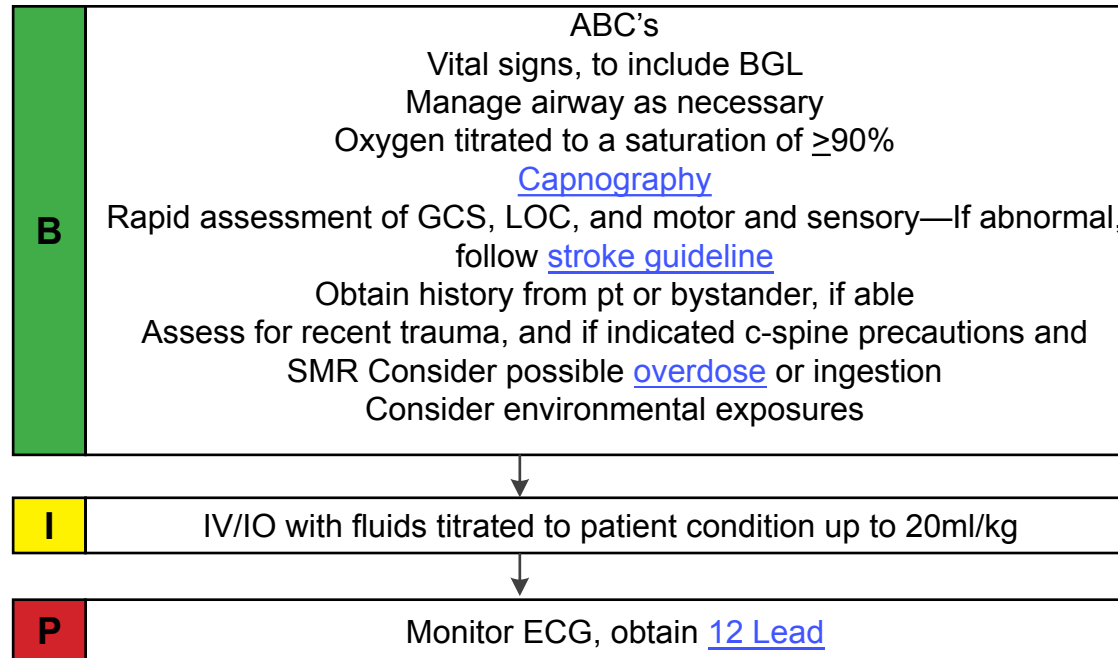 ABC’s
Vital signs, to include BGL
Manage airway as necessary
Oxygen titrated to a saturation of >90%
Capnography
B
Rapid assessment of GCS, LOC, and motor and sensory—If abnormal,
follow stroke guideline
Obtain history from pt or bystander, if able
Assess for recent trauma, and if indicated c-spine precautions and
SMR Consider possible overdose or ingestion
Consider environmental exposures
I
IV/IO with fluids titrated to patient condition up to 20ml/kg
P
Monitor ECG, obtain 12 Lead